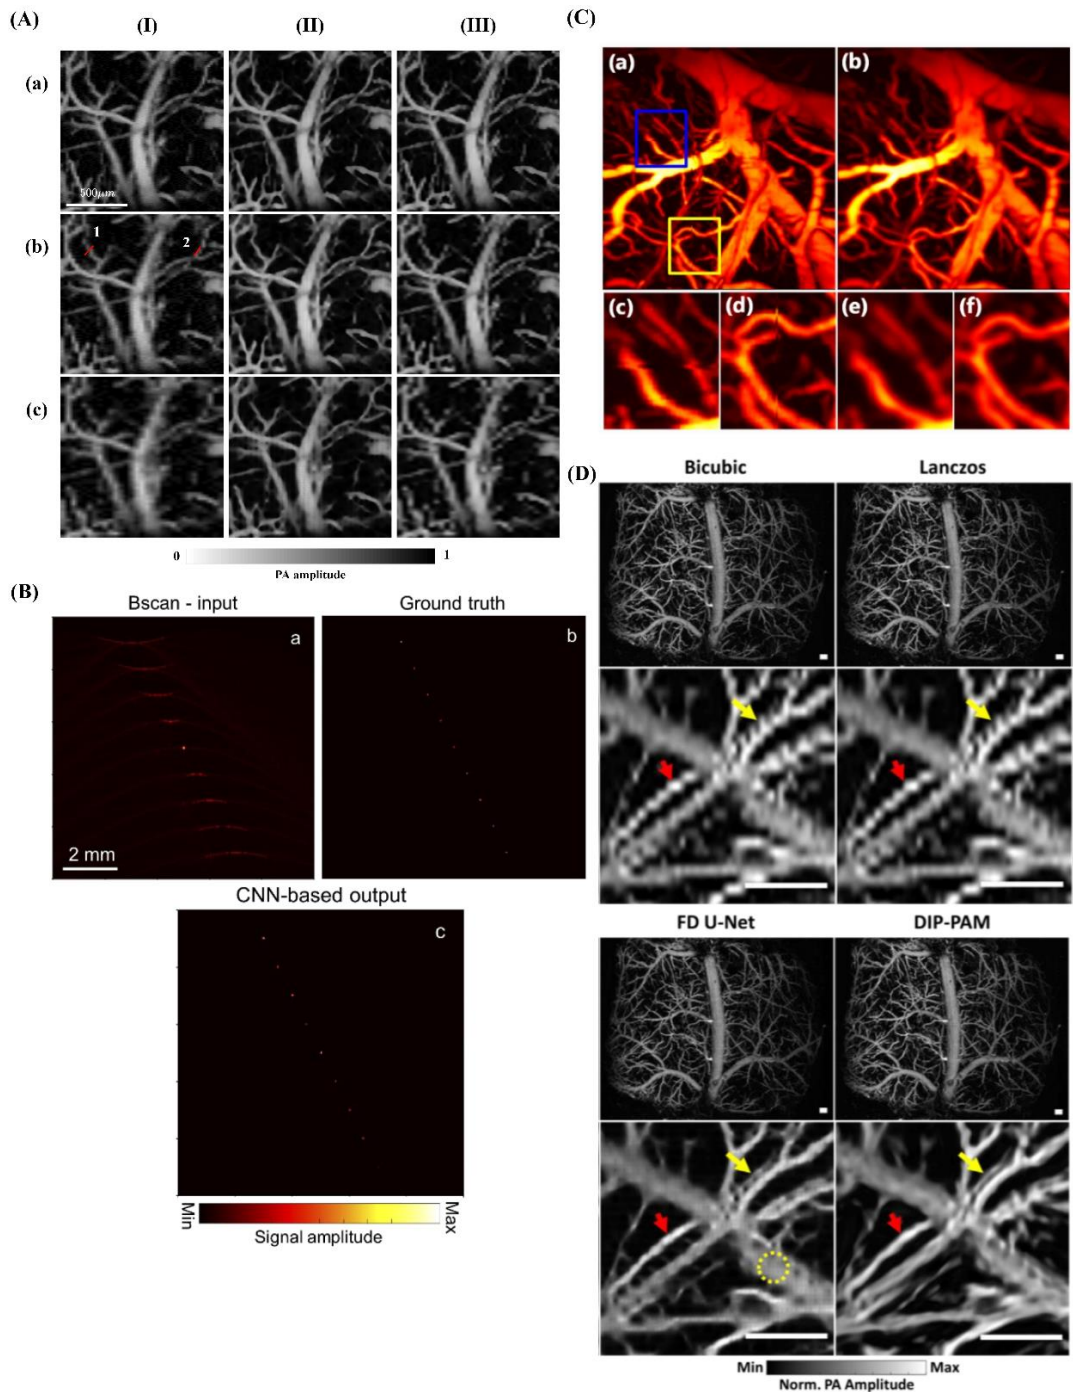 (A)
(I) (II) (III)
(a)
500μm
(b)
1 2
(c)
0 1
PA amplitude
(B)
Bscan - input
a
2 mm
Ground truth
b
CNN-based output
c
Min Max
Signal amplitude
(C)
(a) (b)
(c) (d) (e) (f)
(D)
Bicubic Lanczos
FD U-Net DIP-PAM
Min Max
Norm. PA Amplitude